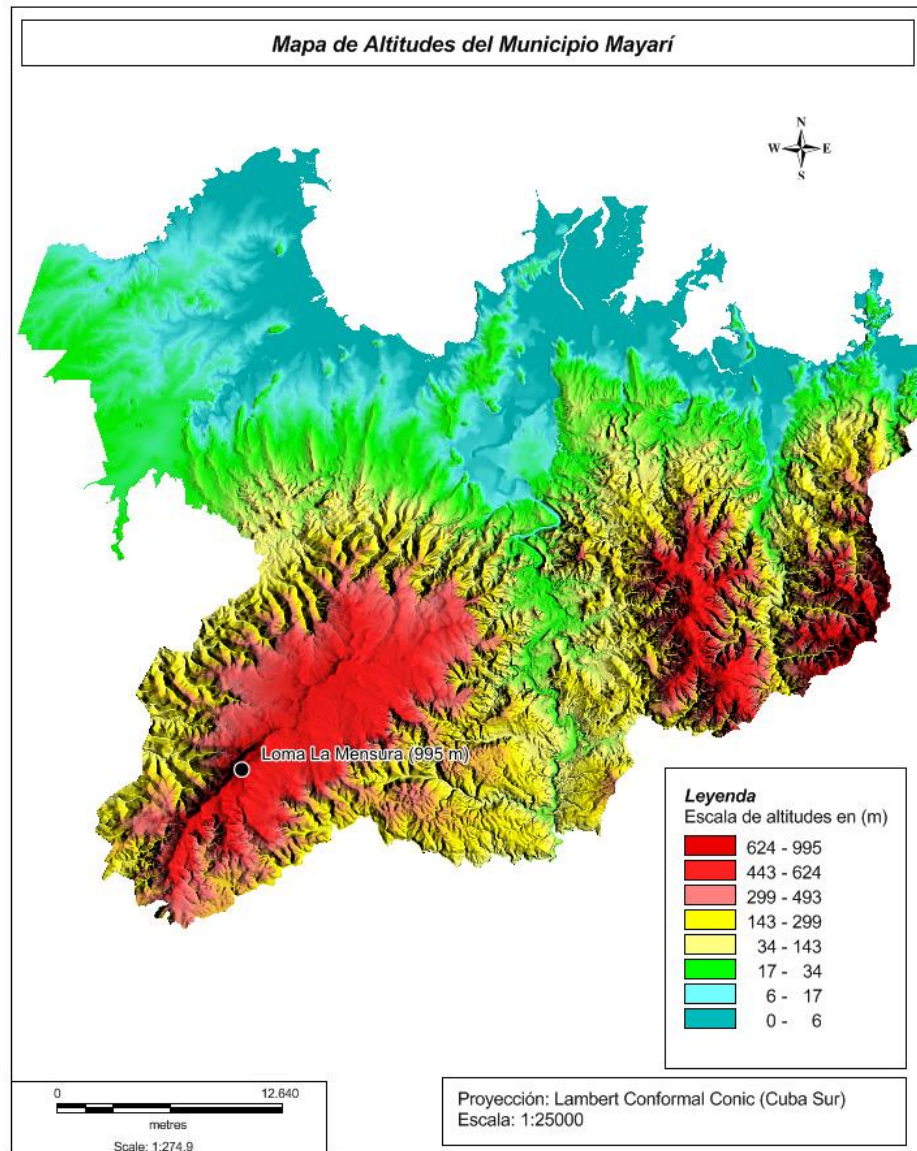 Mapa de Altitudes del Municipio Mayarí
N
W E
S
Loma La Mensura (995 m)
Leyenda
Escala de altitudes en (m)
624 - 995
443 - 624
299 - 493
143 - 299
34 - 143
17 - 34
6 - 17
0 - 6
0 12.640
metres
Scale: 1:274.9
Proyección: Lambert Conformal Conic (Cuba Sur)
Escala: 1:25000